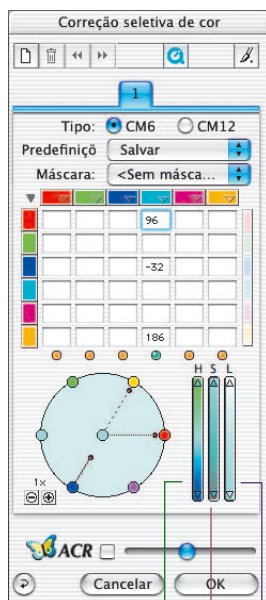 Correção seletiva de cor
1
Tipo: CM6 CM12
Predefiniçõ Salvar
Máscara: <Sem másca...
96
-32
186
H S L
1x
ACR
Cancelar OK